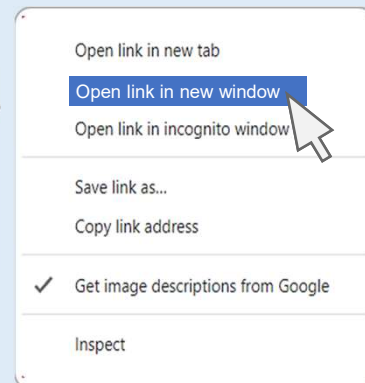 Open link in new tab
Open link in new window
Open link in incognito window
Save link as...
Copy link address
Get image descriptions from Google
Inspect